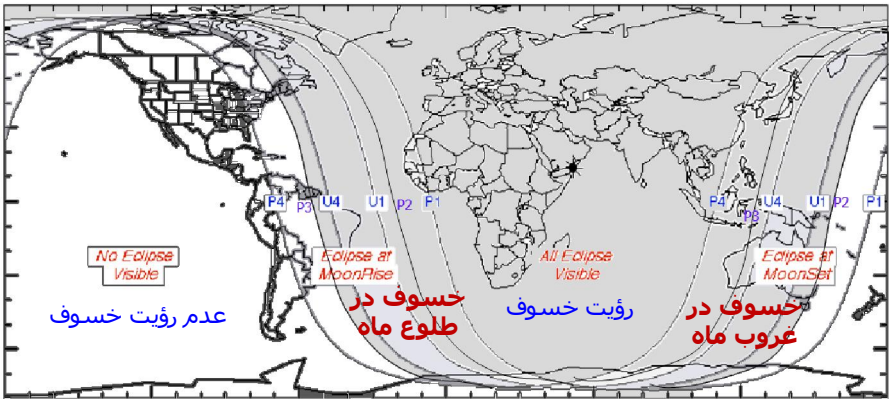 P4 P3 U4 U1 P2 P1 P4 P3 U4 U1 P2 P1
No Eclipse
Visible
Eclipse at
MoonRise
All Eclipse
Visible
Eclipse at
MoonSet
عدم رؤیت خسوف
خسوف در
طلوع ماه
رؤیت خسوف
خسوف در
غروب ماه